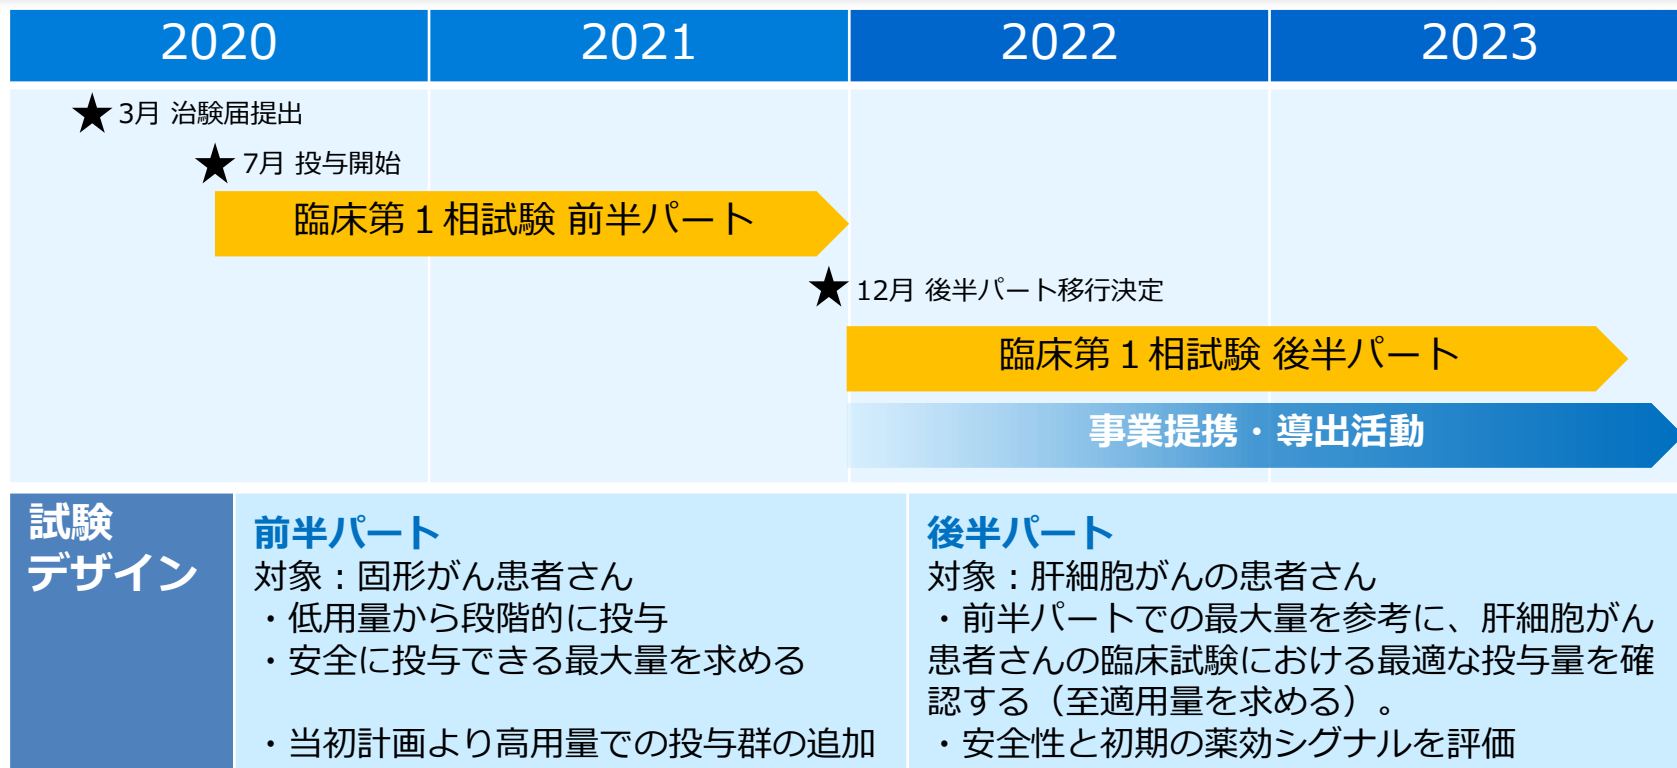 2020 2021 2022 2023
★3月 治験届提出
★7月 投与開始
臨床第1相試験 前半パート
★12月 後半パート移行決定
臨床第1相試験 後半パート
事業提携・導出活動
試験
デザイン
前半パート
対象：固形がん患者さん
・低用量から段階的に投与
・安全に投与できる最大量を求める
・当初計画より高用量での投与群の追加
後半パート
対象：肝細胞がんの患者さん
・前半パートでの最大量を参考に、肝細胞がん
患者さんの臨床試験における最適な投与量を確
認する（至適用量を求める）。
・安全性と初期の薬効シグナルを評価